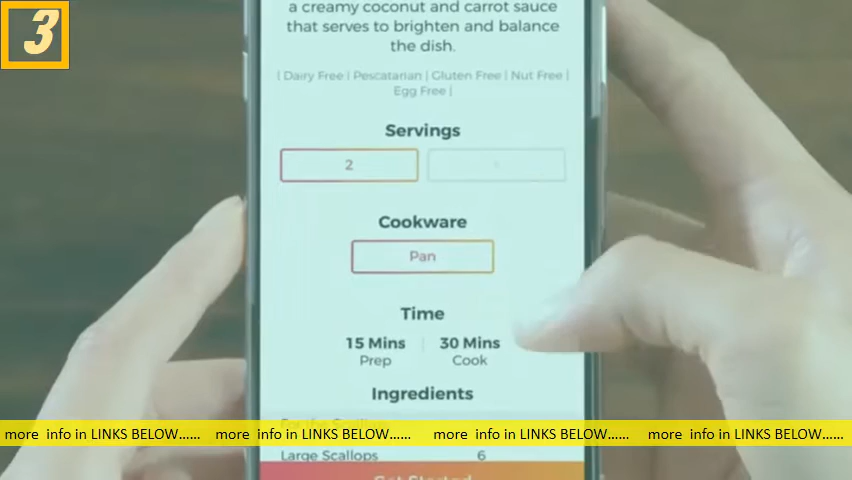 3
a creamy coconut and carrot sauce
that serves to brighten and balance
the dish.
| Dairy Free | Pescatarian | Gluten Free | Nut Free |
Egg Free |
Servings
2
Cookware
Pan
Time
15 Mins 30 Mins
Prep Cook
Ingredients
more info in LINKS BELOW...... more info in LINKS BELOW...... more info in LINKS BELOW...... more info in LINKS BELOW......
Large Scallops 6
Get Started